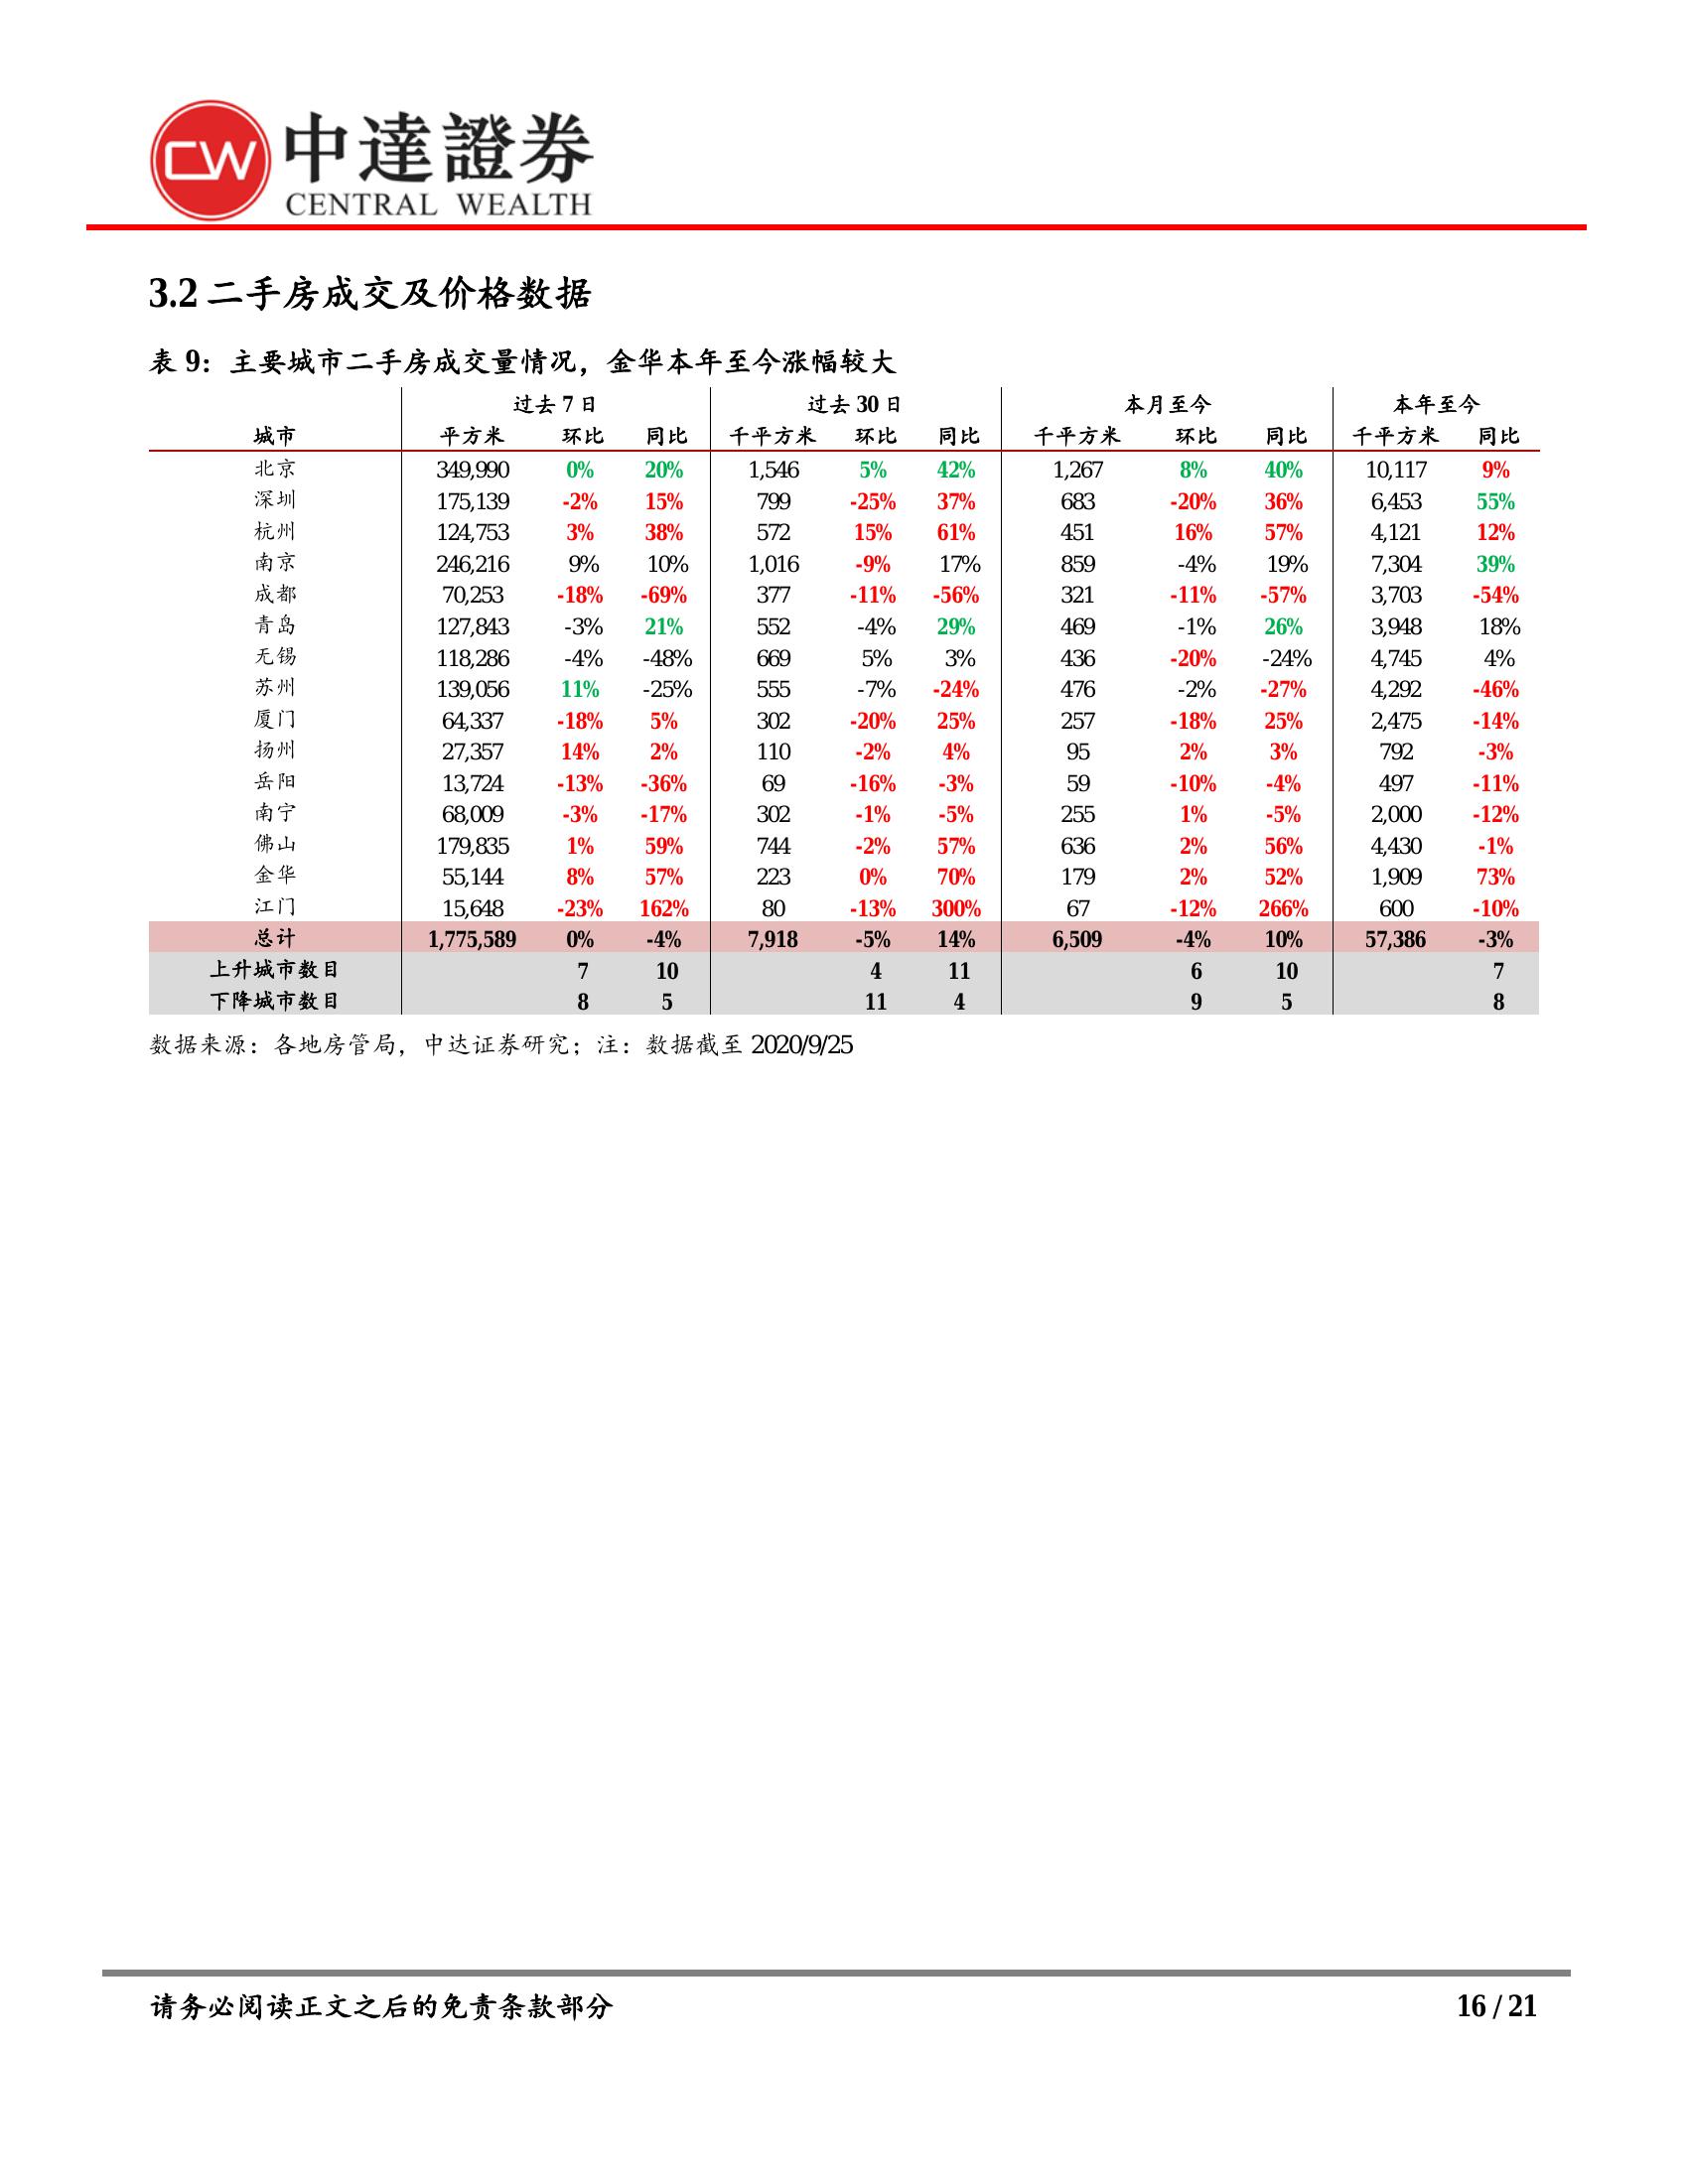 CW 中達證券
CENTRAL WEALTH
3.2 二手房成交及价格数据
表 9：主要城市二手房成交量情况，金华本年至今涨幅较大
过去 7 日 过去 30 日 本月至今 本年至今
城市 平方米 环比 同比 千平方米 环比 同比 千平方米 环比 同比 千平方米 同比
北京 349,990 0% 20% 1,546 5% 42% 1,267 8% 40% 10,117 9%
深圳 175,139 -2% 15% 799 -25% 37% 683 -20% 36% 6,453 55%
杭州 124,753 3% 38% 572 15% 61% 451 16% 57% 4,121 12%
南京 246,216 9% 10% 1,016 -9% 17% 859 -4% 19% 7,304 39%
成都 70,253 -18% -69% 377 -11% -56% 321 -11% -57% 3,703 -54%
青岛 127,843 -3% 21% 552 -4% 29% 469 -1% 26% 3,948 18%
无锡 118,286 -4% -48% 669 5% 3% 436 -20% -24% 4,745 4%
苏州 139,056 11% -25% 555 -7% -24% 476 -2% -27% 4,292 -46%
厦门 64,337 -18% 5% 302 -20% 25% 257 -18% 25% 2,475 -14%
扬州 27,357 14% 2% 110 -2% 4% 95 2% 3% 792 -3%
岳阳 13,724 -13% -36% 69 -16% -3% 59 -10% -4% 497 -11%
南宁 68,009 -3% -17% 302 -1% -5% 255 1% -5% 2,000 -12%
佛山 179,835 1% 59% 744 -2% 57% 636 2% 56% 4,430 -1%
金华 55,144 8% 57% 223 0% 70% 179 2% 52% 1,909 73%
江门 15,648 -23% 162% 80 -13% 300% 67 -12% 266% 600 -10%
总计 1,775,589 0% -4% 7,918 -5% 14% 6,509 -4% 10% 57,386 -3%
上升城市数目 7 10 4 11 6 10 7
下降城市数目 8 5 11 4 9 5 8
数据来源：各地房管局，中达证券研究；注：数据截至 2020/9/25
请务必阅读正文之后的免责条款部分 16 / 21